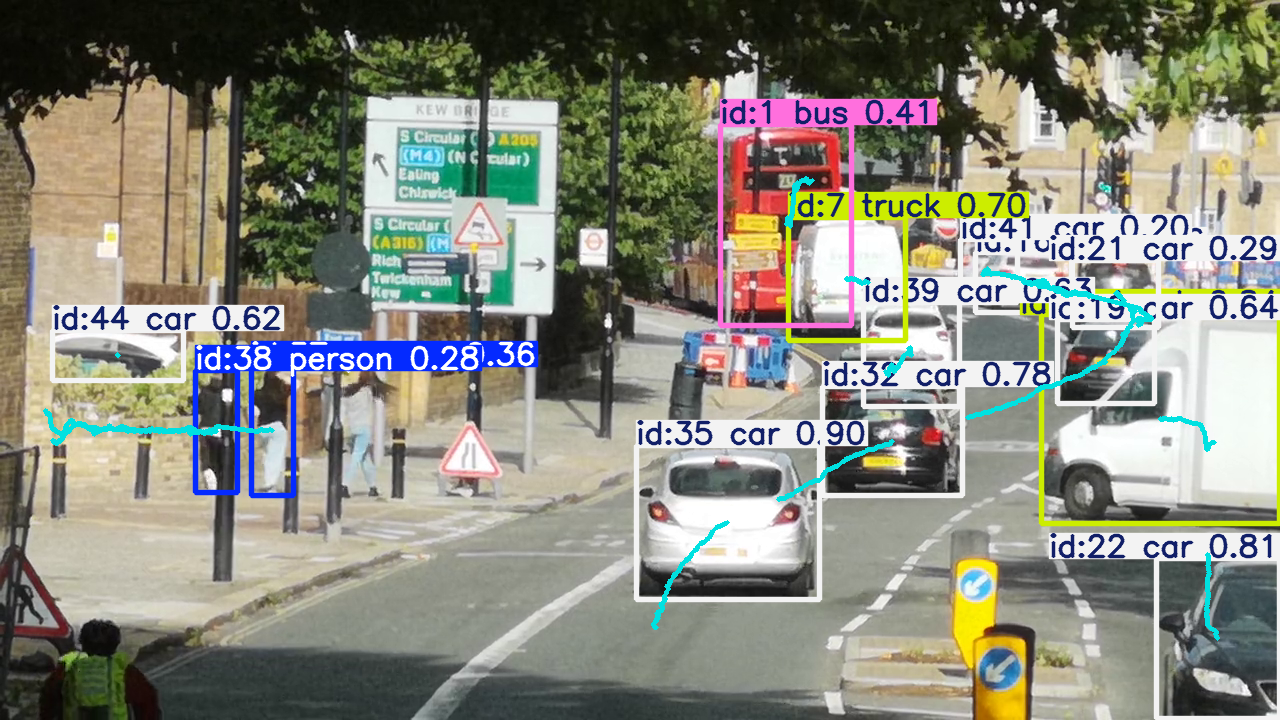 KEW BRIDGE
S Circular (E) A205
(M4) (N Circular)
Ealing
Chiswick
S Circular
(A316) (M
Rich
Twickenham
Kew
id:1 bus 0.41
id:7 truck 0.70
id:41 car 0.20
id:21 car 0.29
id:39 car 0.63
id:19 car 0.64
id:44 car 0.62
id:38 person 0.28
0.36
id:32 car 0.78
id:35 car 0.90
id:22 car 0.81